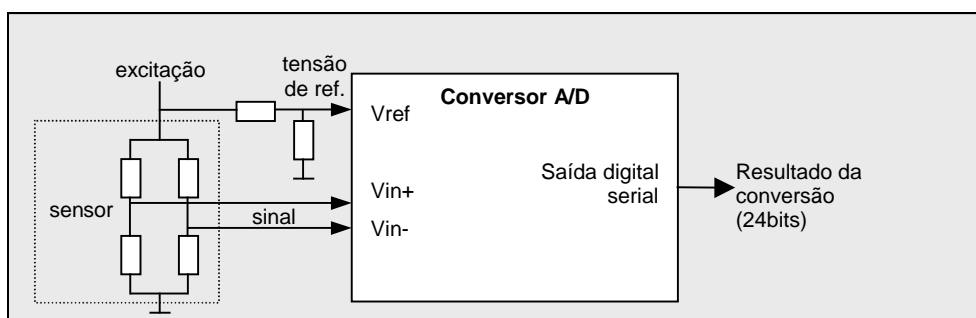 excitação
tensão
de ref.
Conversor A/D
Vref
sensor
Vin+
sinal
Vin-
Saída digital
serial
Resultado da
conversão
(24bits)